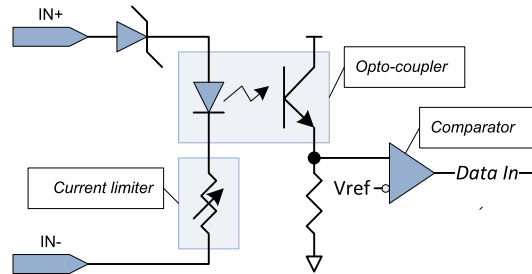 IN+
Opto-coupler
Comparator
Current limiter
Vref
Data In
IN-